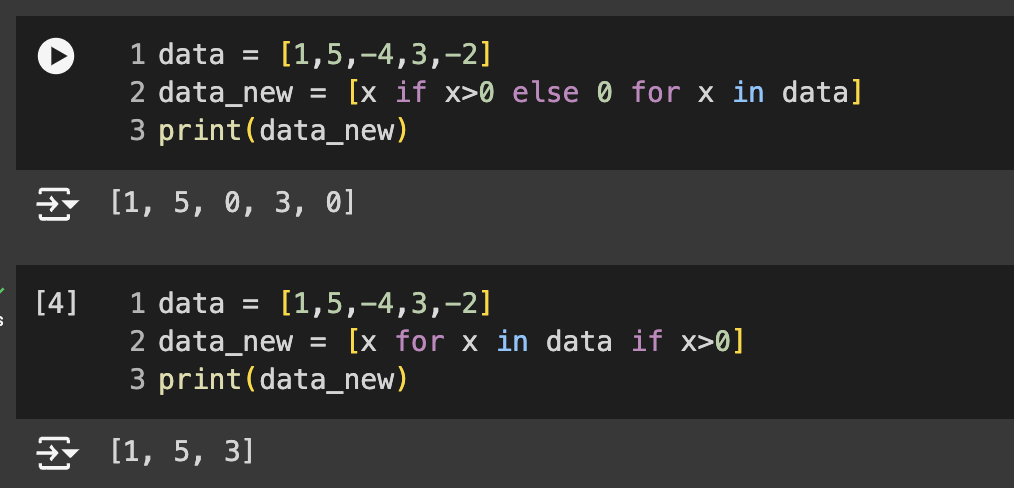 1 data = [1,5,-4,3,-2]
2 data_new = [x if x>0 else 0 for x in data]
3 print(data_new)
[1, 5, 0, 3, 0]
[4] 1 data = [1,5,-4,3,-2]
2 data_new = [x for x in data if x>0]
3 print(data_new)
[1, 5, 3]